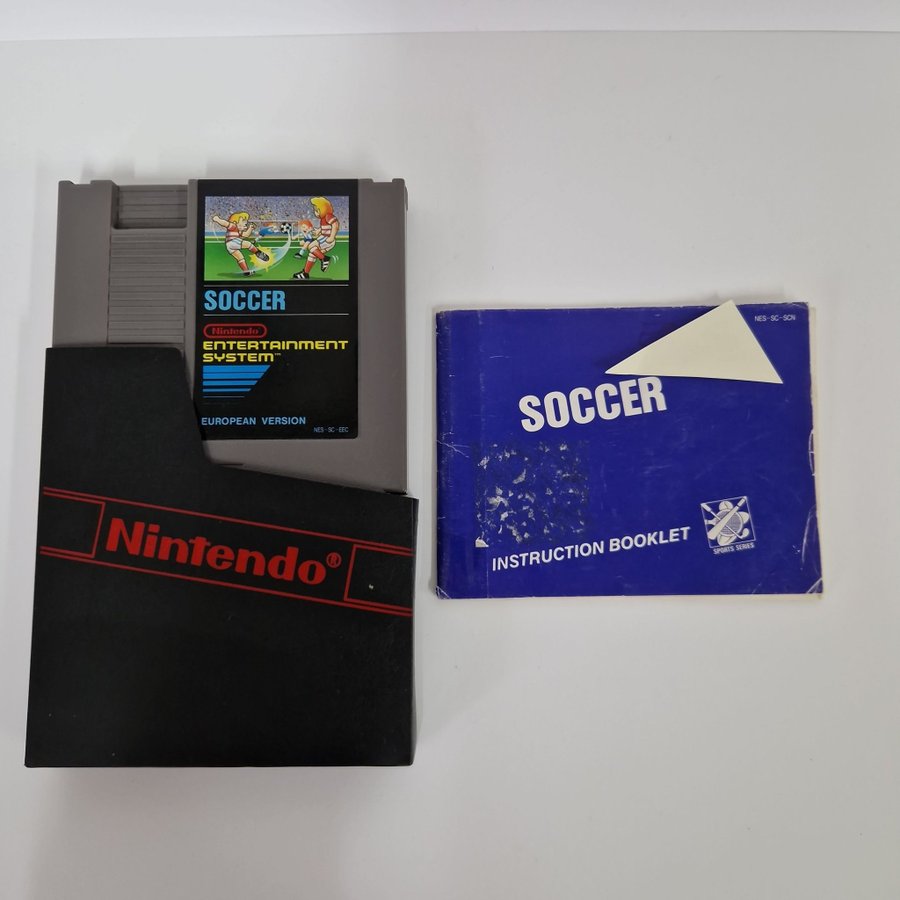 SOCCER
Nintendo
ENTERTAINMENT
SYSTEM™
EUROPEAN VERSION
NES-SC-EEC
Nintendo®
NES-SC-SCN
SOCCER
INSTRUCTION BOOKLET
SPORTS SERIES